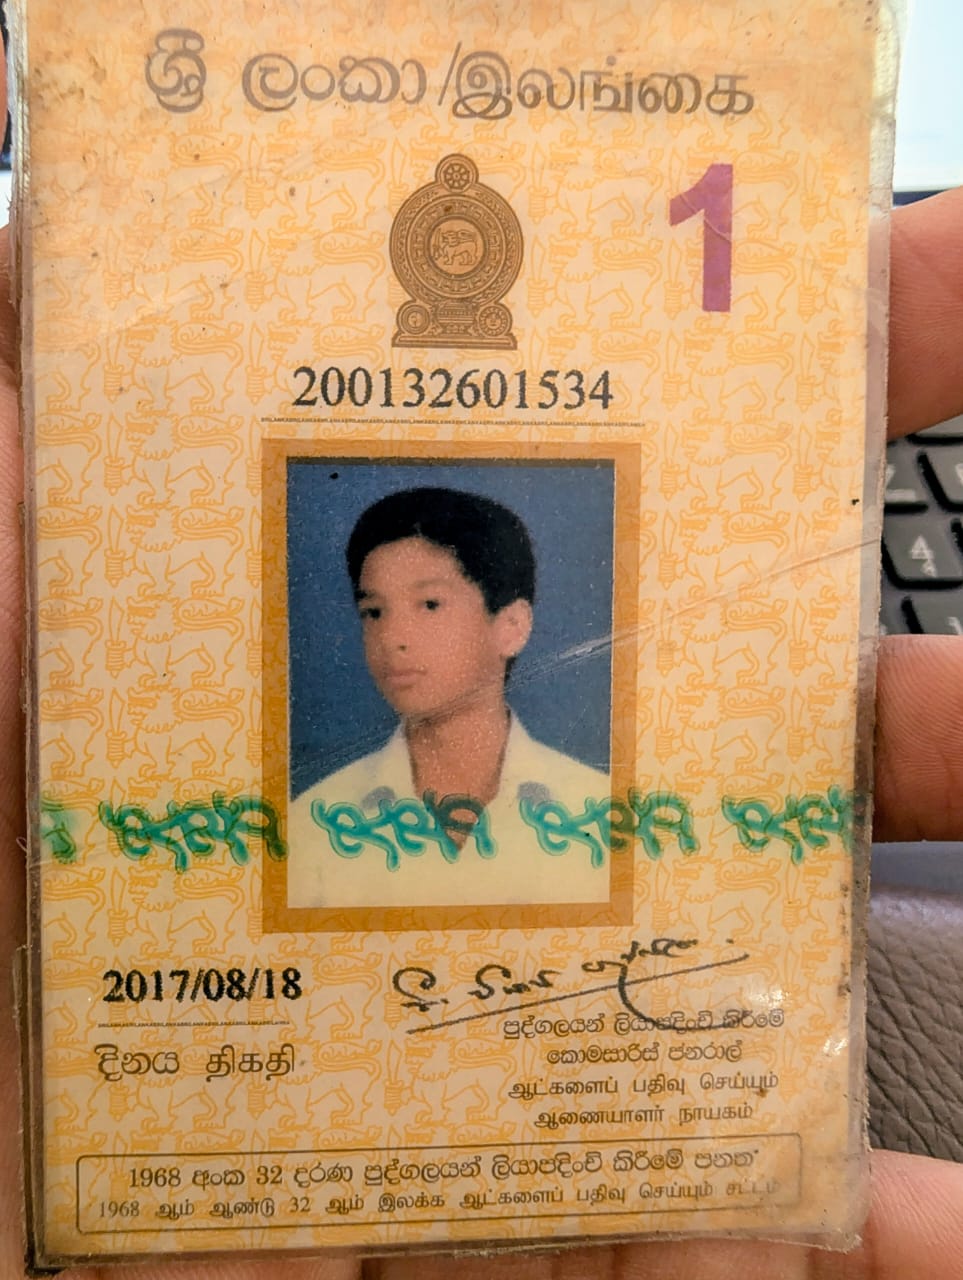 ශ්‍රී ලංකා/இலங்கை
1
200132601534
2017/08/18
දිනය திகதி
පුද්ගලයන් ලියාපදිංචි කිරීමේ
කොමසාරිස් ජනරාල්
ஆட்களைப் பதிவு செய்யும்
ஆணையாளர் நாயகம்
1968 අංක 32 දරණ පුද්ගලයන් ලියාපදිංචි කිරීමේ පනත
1968 ஆம் ஆண்டு 32 ஆம் இலக்க ஆட்களைப் பதிவு செய்யும் சட்டம்